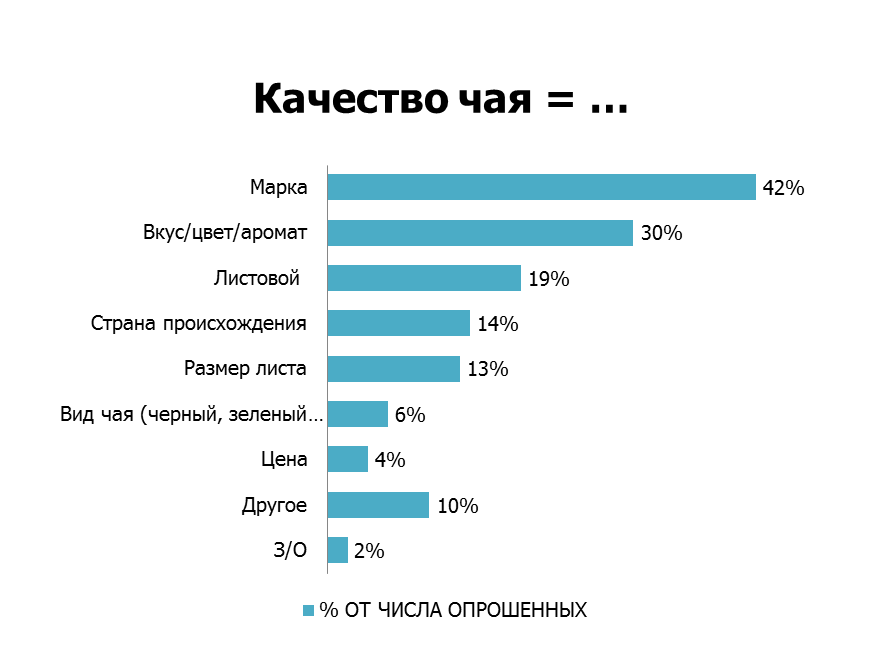 Качество чая = ...
Марка 42%
Вкус/цвет/аромат 30%
Листовой 19%
Страна происхождения 14%
Размер листа 13%
Вид чая (черный, зеленый... 6%
Цена 4%
Другое 10%
З/О 2%
% ОТ ЧИСЛА ОПРОШЕННЫХ